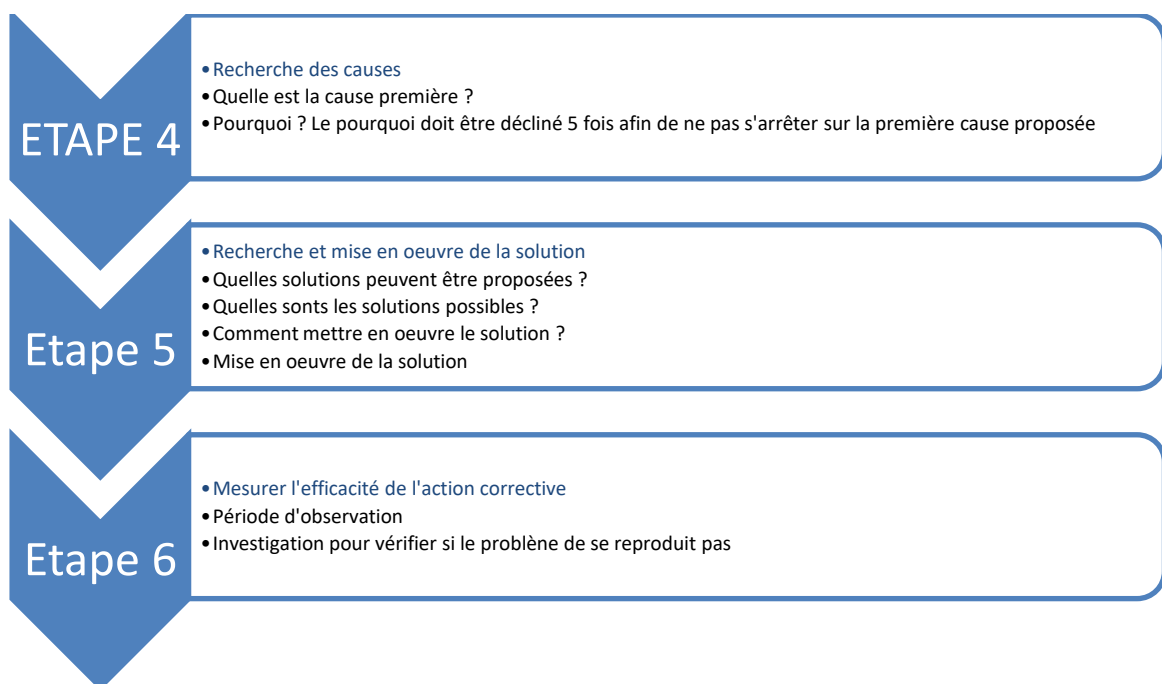 ETAPE 4
•Recherche des causes
•Quelle est la cause première ?
•Pourquoi ? Le pourquoi doit être décliné 5 fois afin de ne pas s'arrêter sur la première cause proposée
Etape 5
•Recherche et mise en oeuvre de la solution
•Quelles solutions peuvent être proposées ?
•Quelles sonts les solutions possibles ?
•Comment mettre en oeuvre le solution ?
•Mise en oeuvre de la solution
Etape 6
•Mesurer l'efficacité de l'action corrective
•Période d'observation
•Investigation pour vérifier si le problène de se reproduit pas